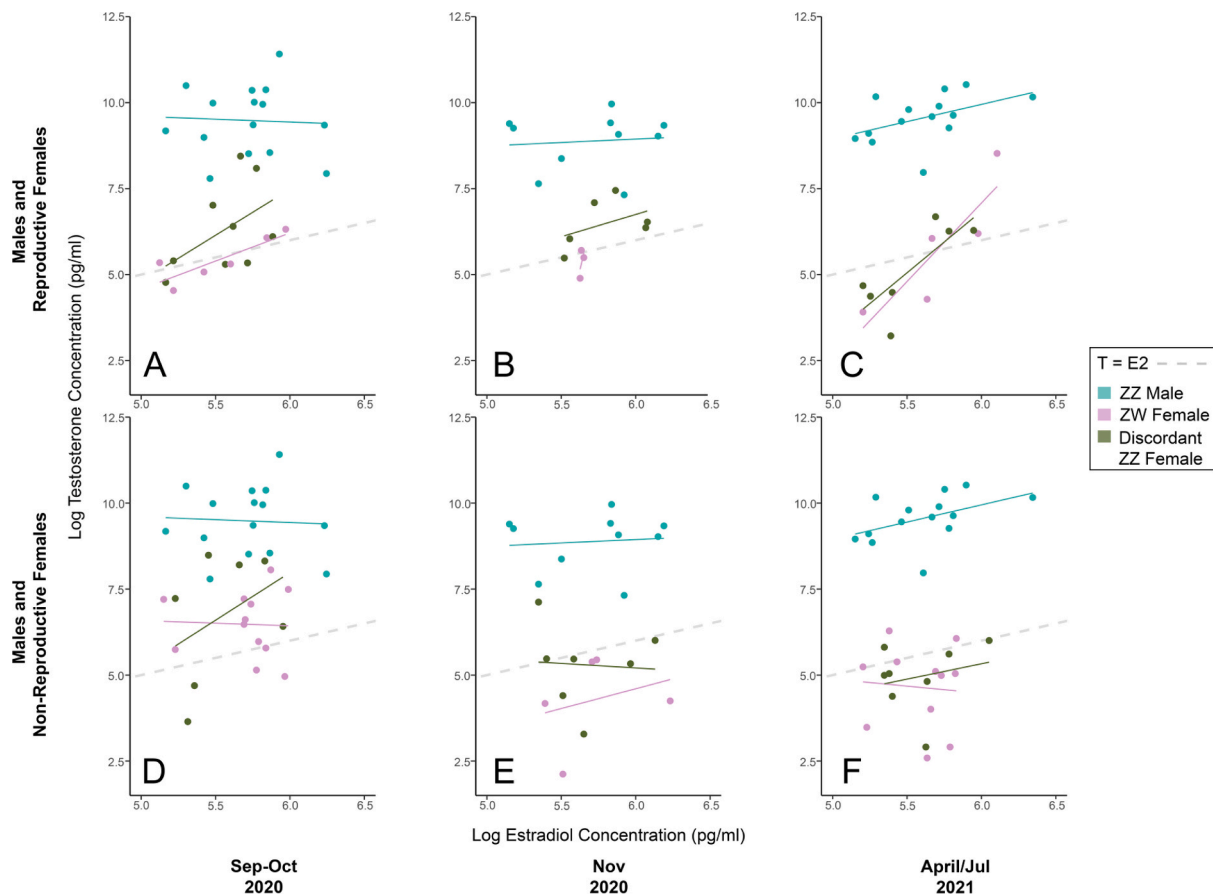 Males and
Reproductive Females
Males and
Non-Reproductive Females
Log Testosterone Concentration (pg/ml)
12.5
10.0
7.5
5.0
2.5
A
5.0 5.5 6.0 6.5
12.5
10.0
7.5
5.0
2.5
B
5.0 5.5 6.0 6.5
12.5
10.0
7.5
5.0
2.5
C
5.0 5.5 6.0 6.5
T = E2
ZZ Male
ZW Female
Discordant
ZZ Female
12.5
10.0
7.5
5.0
2.5
D
5.0 5.5 6.0 6.5
12.5
10.0
7.5
5.0
2.5
E
5.0 5.5 6.0 6.5
12.5
10.0
7.5
5.0
2.5
F
5.0 5.5 6.0 6.5
Log Estradiol Concentration (pg/ml)
Sep-Oct
2020
Nov
2020
April/Jul
2021